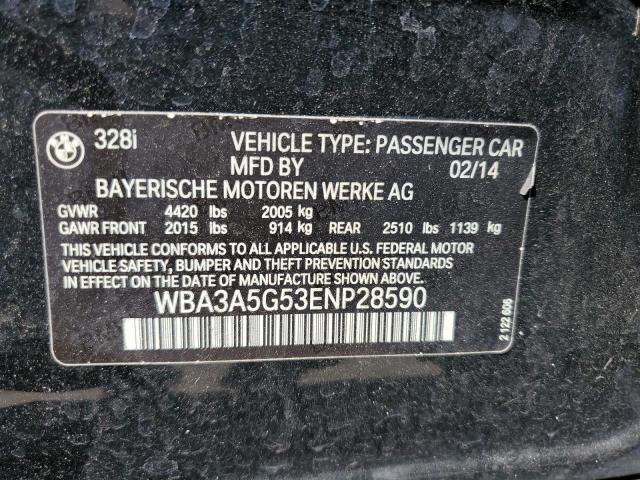 328i VEHICLE TYPE: PASSENGER CAR
MFD BY 02/14
BAYERISCHE MOTOREN WERKE AG
GVWR 4420 lbs 2005 kg
GAWR FRONT 2015 lbs 914 kg REAR 2510 lbs 1139 kg
THIS VEHICLE CONFORMS TO ALL APPLICABLE U.S. FEDERAL MOTOR
VEHICLE SAFETY, BUMPER AND THEFT PREVENTION
STANDARDS IN EFFECT ON THE DATE OF MANUFACTURE SHOWN ABOVE.
WBA3A5G53ENP28590
2 122 606